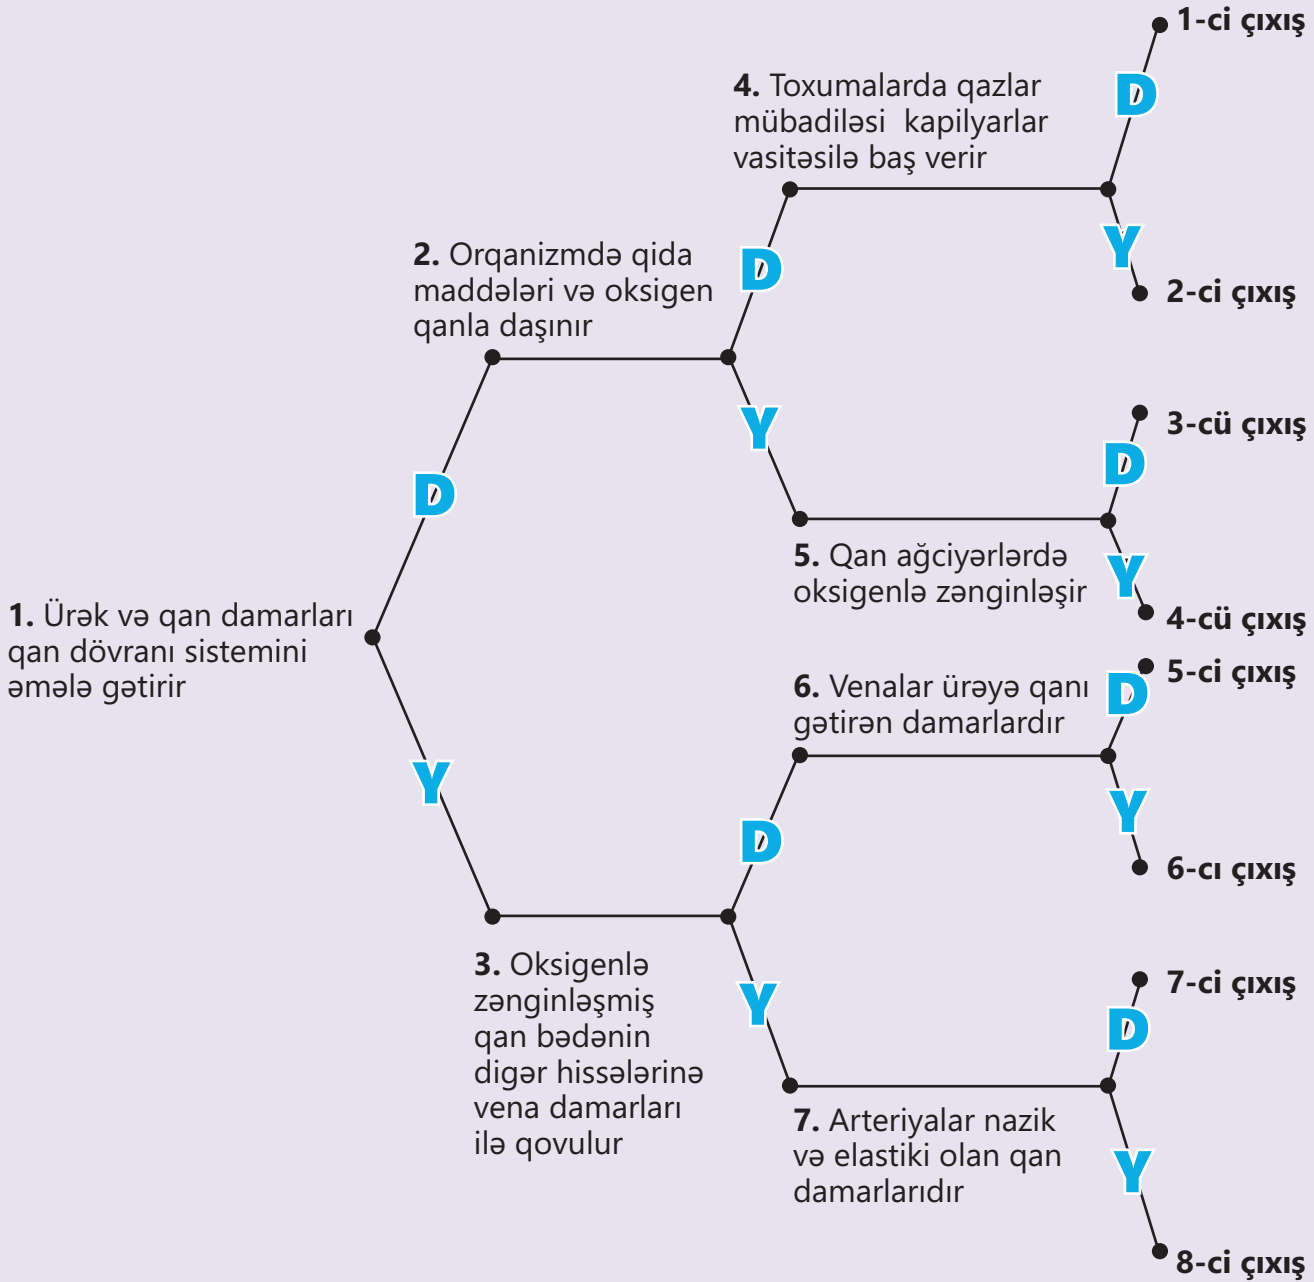 1-ci çıxış
4. Toxumalarda qazlar
mübadiləsi kapilyarlar
vasitəsilə baş verir
D
Y
2-ci çıxış
2. Orqanizmdə qida
maddələri və oksigen
qanla daşınır
D
Y
3-cü çıxış
D
5. Qan ağciyərlərdə
oksigenlə zənginləşir
Y
4-cü çıxış
D
1. Ürək və qan damarları
qan dövranı sistemini
əmələ gətirir
Y
5-ci çıxış
6. Venalar ürəyə qanı
gətirən damarlardır
D
Y
6-cı çıxış
D
3. Oksigenlə
zənginləşmiş
qan bədənin
digər hissələrinə
vena damarları
ilə qovulur
Y
7-ci çıxış
D
7. Arteriyalar nazik
və elastiki olan qan
damarlarıdır
Y
8-ci çıxış